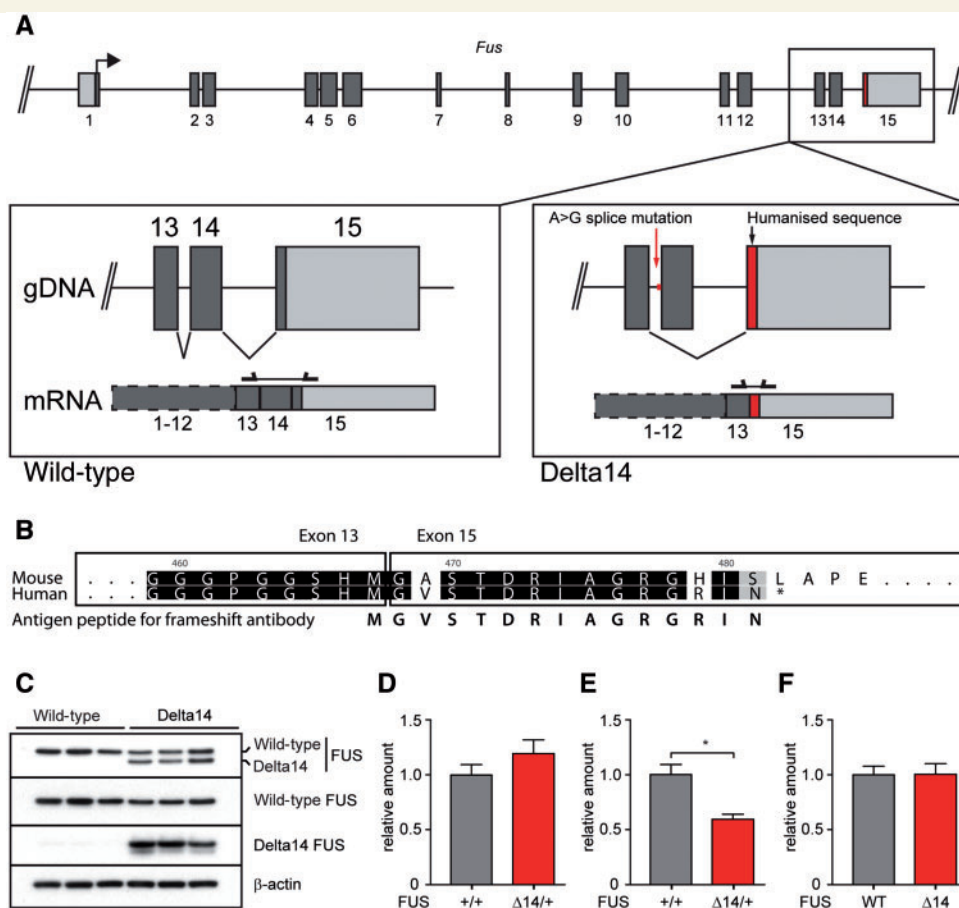 A
Fus
1 2 3 4 5 6 7 8 9 10 11 12 13 14 15
13 14 15
gDNA
mRNA
1-12 13 14 15
Wild-type
A>G splice mutation Humanised sequence
1-12 13 15
Delta14
B
Exon 13 Exon 15
460 470 480
Mouse . . . G G G P G G S H M G A S T D R I A G R G H I S L A P E . . . .
Human . . . G G G P G G S H M G V S T D R I A G R G R I N *
Antigen peptide for frameshift antibody M G V S T D R I A G R G R I N
C
Wild-type Delta14
Wild-type
Delta14
FUS
Wild-type FUS
Delta14 FUS
β-actin
D
relative amount
1.5
1.0
0.5
0
FUS +/+ Δ14/+
E
relative amount
1.5
1.0
0.5
0
*
FUS +/+ Δ14/+
F
relative amount
1.5
1.0
0.5
0
FUS WT Δ14